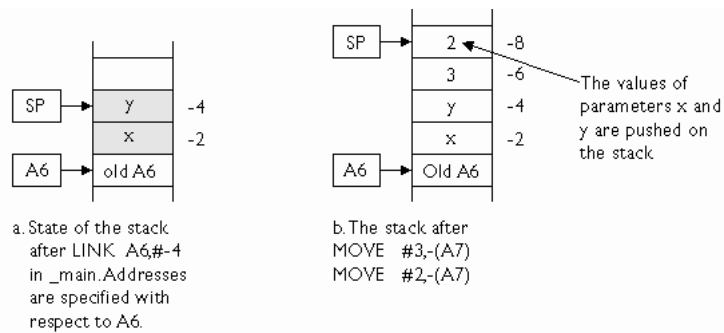 SP
y
-4
x
-2
A6
old A6
a. State of the stack
after LINK A6,#-4
in _main. Addresses
are specified with
respect to A6.
SP
2
-8
3
-6
y
-4
x
-2
A6
Old A6
The values of
parameters x and
y are pushed on
the stack
b. The stack after
MOVE #3,-(A7)
MOVE #2,-(A7)